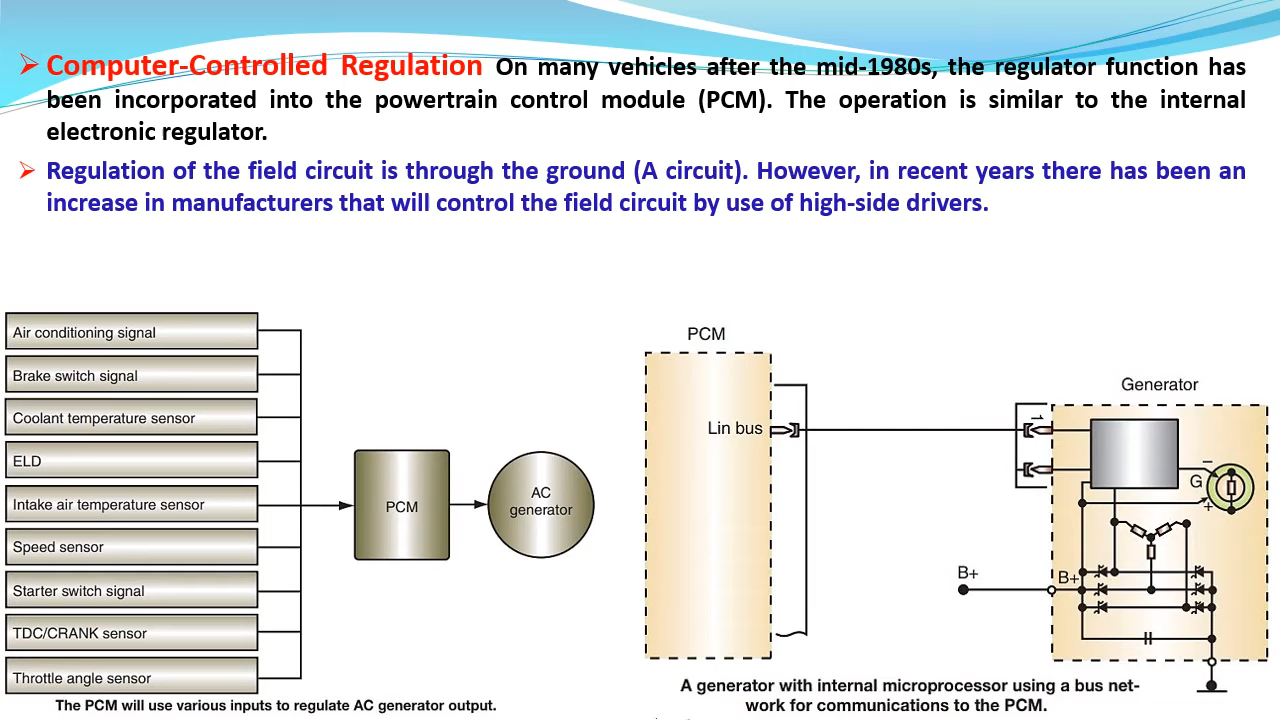 Computer-Controlled Regulation On many vehicles after the mid-1980s, the regulator function has
been incorporated into the powertrain control module (PCM). The operation is similar to the internal
electronic regulator.
Regulation of the field circuit is through the ground (A circuit). However, in recent years there has been an
increase in manufacturers that will control the field circuit by use of high-side drivers.
Air conditioning signal
Brake switch signal
Coolant temperature sensor
ELD
Intake air temperature sensor
Speed sensor
Starter switch signal
TDC/CRANK sensor
Throttle angle sensor
PCM
AC
generator
The PCM will use various inputs to regulate AC generator output.
PCM
Lin bus
Generator
1
G
−
+
B+
B+
A generator with internal microprocessor using a bus net-
work for communications to the PCM.